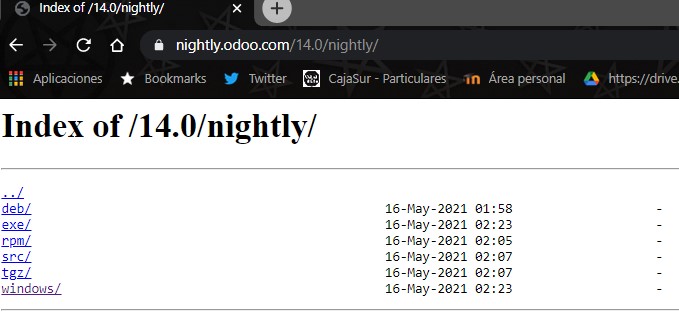 Index of /14.0/nightly/
nightly.odoo.com/14.0/nightly/
Aplicaciones Bookmarks Twitter CajaSur - Particulares Área personal https://drive.
Index of /14.0/nightly/
../
deb/ 16-May-2021 01:58 -
exe/ 16-May-2021 02:23 -
rpm/ 16-May-2021 02:05 -
src/ 16-May-2021 02:07 -
tgz/ 16-May-2021 02:07 -
windows/ 16-May-2021 02:23 -